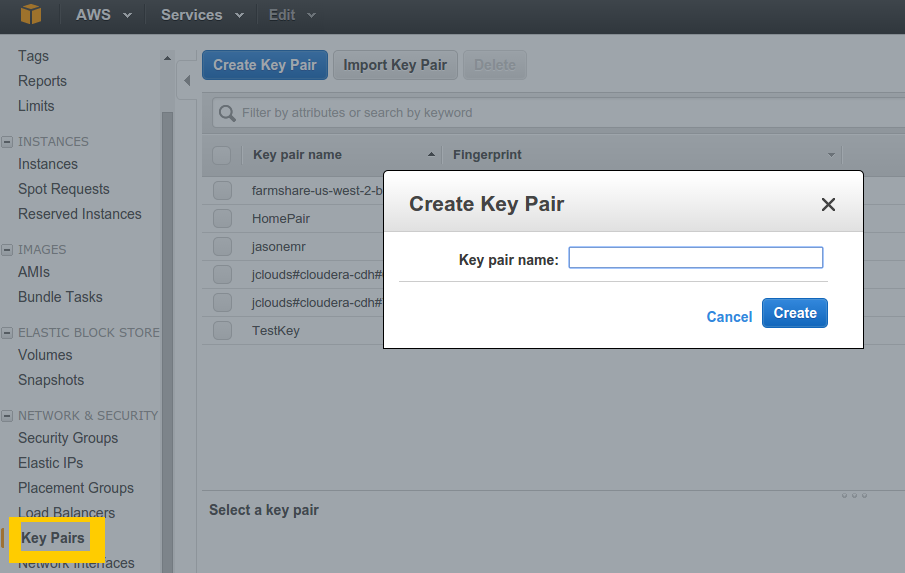 AWS Services Edit
Tags
Reports
Limits
INSTANCES
Instances
Spot Requests
Reserved Instances
IMAGES
AMIs
Bundle Tasks
ELASTIC BLOCK STORE
Volumes
Snapshots
NETWORK & SECURITY
Security Groups
Elastic IPs
Placement Groups
Load Balancers
Key Pairs
Network Interfaces
Create Key Pair Import Key Pair Delete
Filter by attributes or search by keyword
Key pair name Fingerprint
farmshare-us-west-2-b
HomePair
jasonemr
jclouds#cloudera-cdh#
jclouds#cloudera-cdh#
TestKey
Create Key Pair
Key pair name:
Cancel Create
Select a key pair